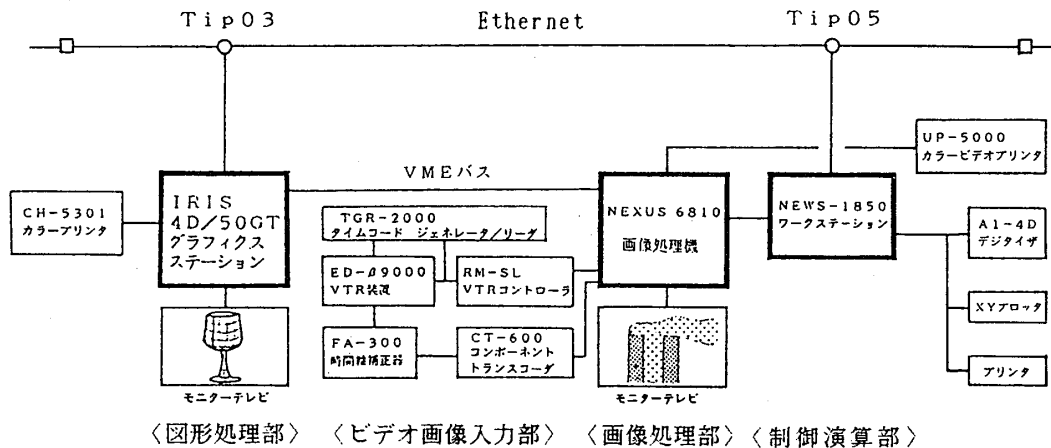 Tip03
Ethernet
Tip05
UP-5000
カラービデオプリンタ
VMEバス
CH-5301
カラープリンタ
IRIS
4D/50GT
グラフィクス
ステーション
TGR-2000
タイムコード ジェネレータ/リーダ
ED-β9000
VTR装置
RM-SL
VTRコントローラ
FA-300
CT-600
コンポーネント
トランスコーダ
NEXUS 6810
画像処理機
NEWS-1850
ワークステーション
A1-4D
デジタイザ
XYプロッタ
プリンタ
モニターテレビ
モニターテレビ
〈図形処理部〉 〈ビデオ画像入力部〉 〈画像処理部〉 〈制御演算部〉